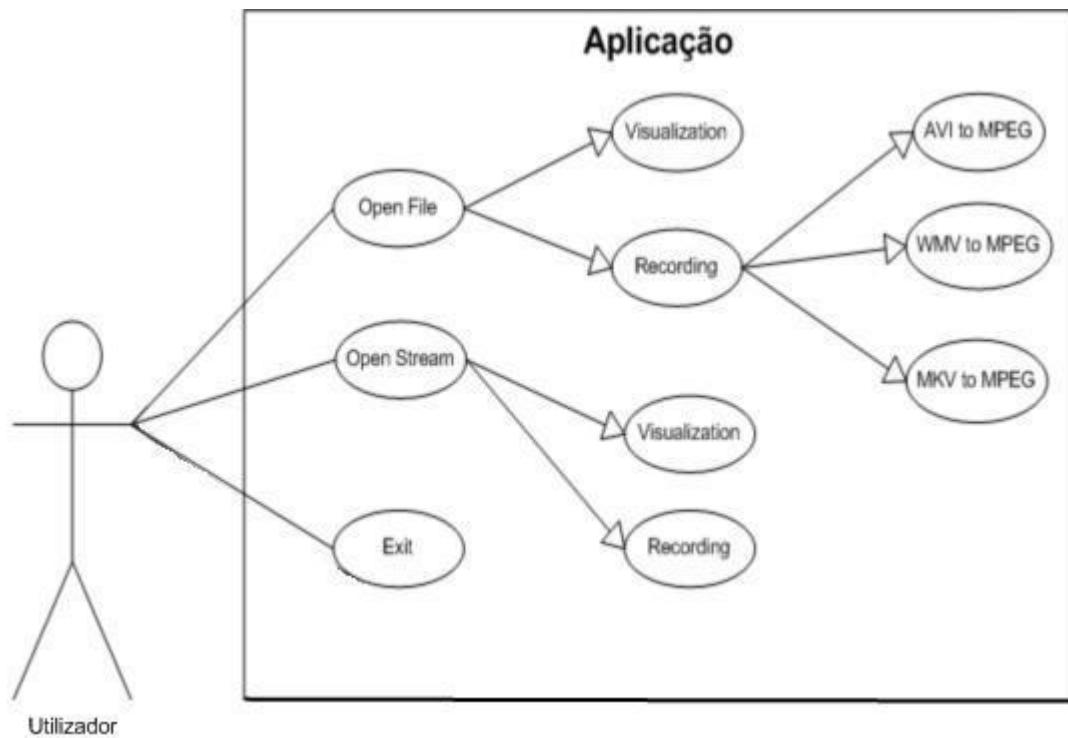 Aplicação
Visualization
AVI to MPEG
Open File
WMV to MPEG
Recording
Open Stream
MKV to MPEG
Visualization
Exit
Recording
Utilizador